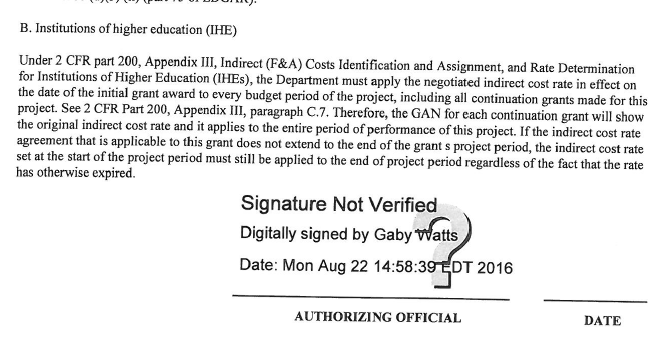 B. Institutions of higher education (IHE)
Under 2 CFR part 200, Appendix III, Indirect (F&A) Costs Identification and Assignment, and Rate Determination
for Institutions of Higher Education (IHEs), the Department must apply the negotiated indirect cost rate in effect on
the date of the initial grant award to every budget period of the project, including all continuation grants made for this
project. See 2 CFR Part 200, Appendix III, paragraph C.7. Therefore, the GAN for each continuation grant will show
the original indirect cost rate and it applies to the entire period of performance of this project. If the indirect cost rate
agreement that is applicable to this grant does not extend to the end of the grant s project period, the indirect cost rate
set at the start of the project period must still be applied to the end of project period regardless of the fact that the rate
has otherwise expired.
Signature Not Verified
Digitally signed by Gaby Watts
Date: Mon Aug 22 14:58:39 EDT 2016
?
AUTHORIZING OFFICIAL DATE